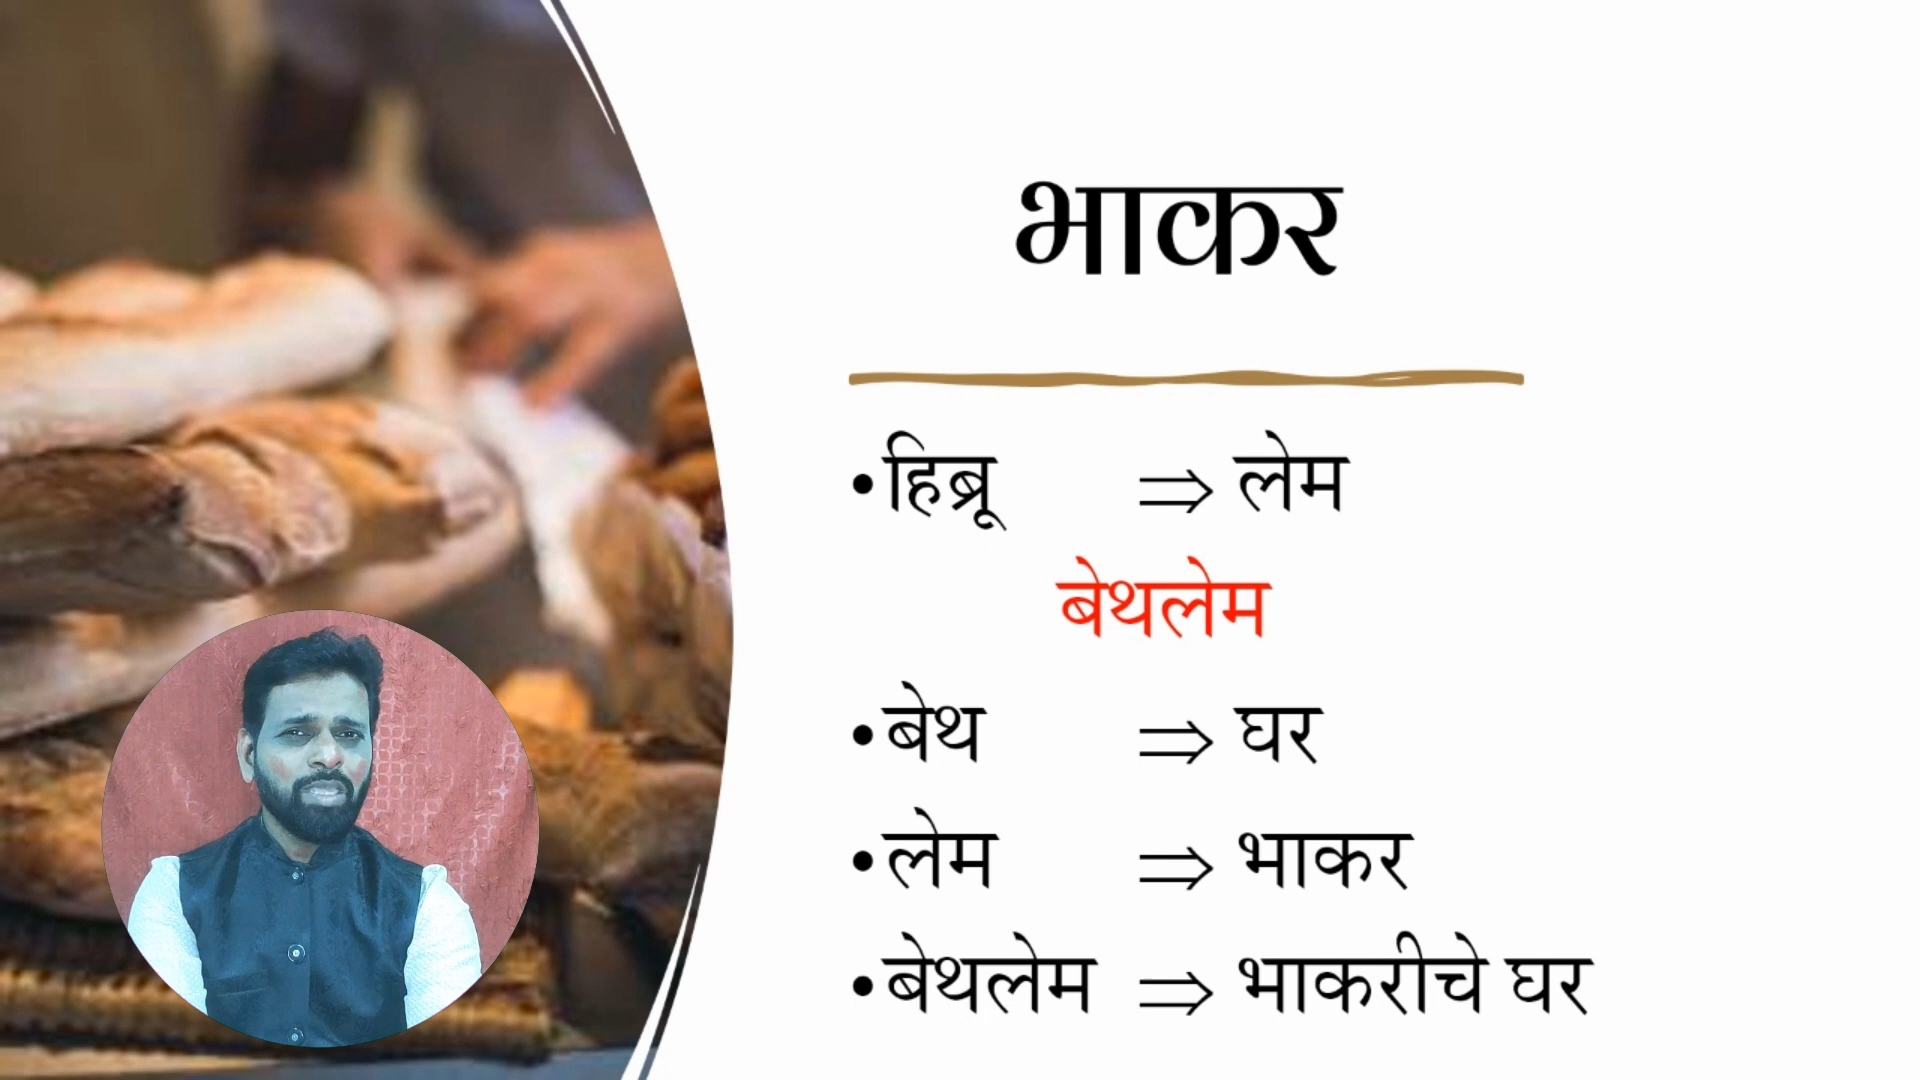 भाकर
•हिब्रू ⇒ लेम
बेथलेम
•बेथ ⇒ घर
•लेम ⇒ भाकर
•बेथलेम ⇒ भाकरीचे घर